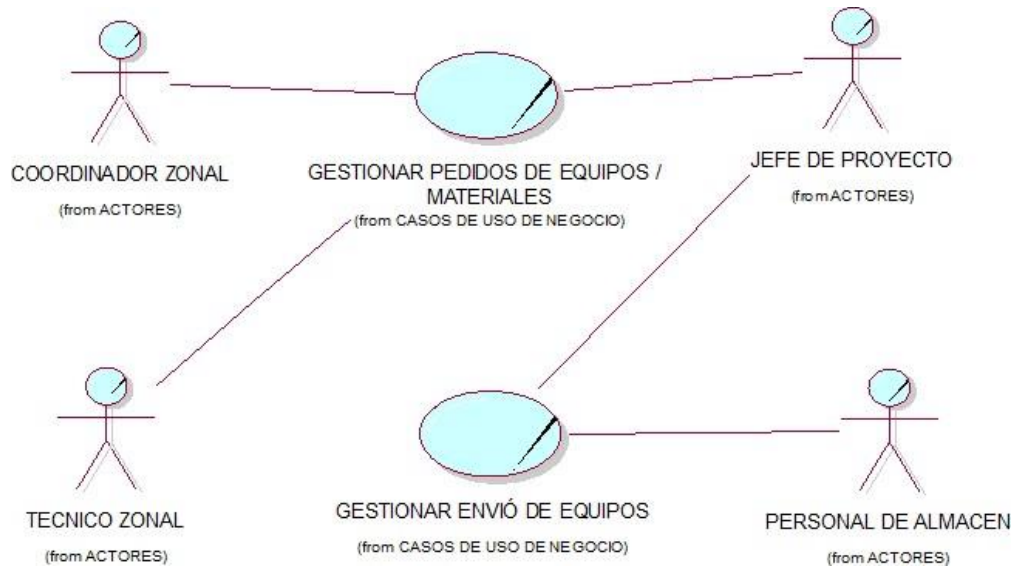 COORDINADOR ZONAL
(from ACTORES)
GESTIONAR PEDIDOS DE EQUIPOS /
MATERIALES
(from CASOS DE USO DE NEGOCIO)
JEFE DE PROYECTO
(from ACTORES)
TECNICO ZONAL
(from ACTORES)
GESTIONAR ENVIÓ DE EQUIPOS
(from CASOS DE USO DE NEGOCIO)
PERSONAL DE ALMACEN
(from ACTORES)